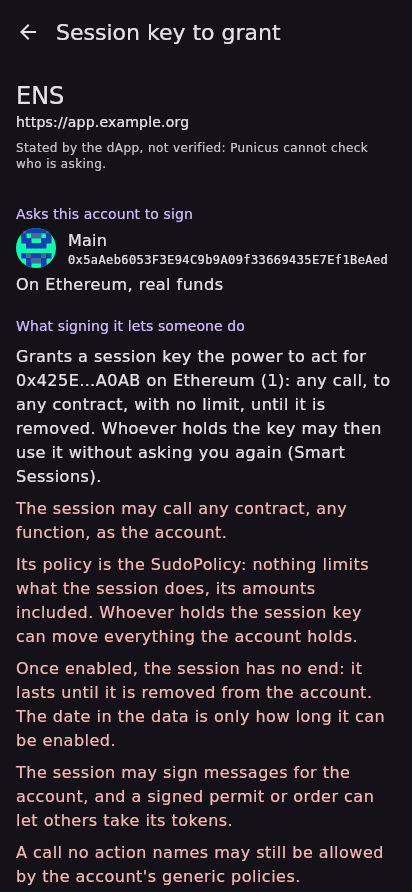 Session key to grant
ENS
https://app.example.org
Stated by the dApp, not verified: Punicus cannot check
who is asking.
Asks this account to sign
Main
0x5aAeb6053F3E94C9b9A09f33669435E7Ef1BeAed
On Ethereum, real funds
What signing it lets someone do
Grants a session key the power to act for
0x425E…A0AB on Ethereum (1): any call, to
any contract, with no limit, until it is
removed. Whoever holds the key may then
use it without asking you again (Smart
Sessions).
The session may call any contract, any
function, as the account.
Its policy is the SudoPolicy: nothing limits
what the session does, its amounts
included. Whoever holds the session key
can move everything the account holds.
Once enabled, the session has no end: it
lasts until it is removed from the account.
The date in the data is only how long it can
be enabled.
The session may sign messages for the
account, and a signed permit or order can
let others take its tokens.
A call no action names may still be allowed
by the account's generic policies.